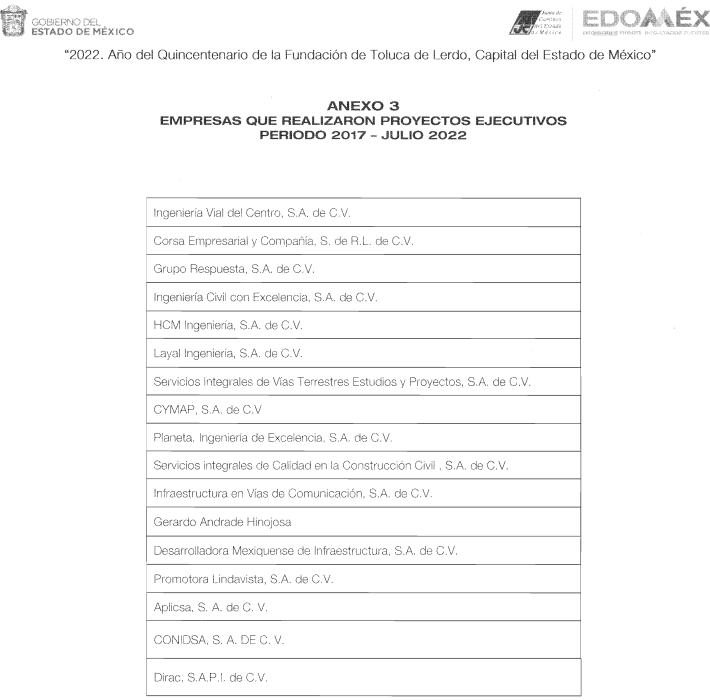 GOBIERNO DEL
ESTADO DE MÉXICO
Junta de
Caminos
del Estado
de México
EDOMÉX
DECISIONES FIRMES, RESULTADOS FUERTES
"2022. Año del Quincentenario de la Fundación de Toluca de Lerdo, Capital del Estado de México"
ANEXO 3
EMPRESAS QUE REALIZARON PROYECTOS EJECUTIVOS
PERIODO 2017 – JULIO 2022
Ingeniería Vial del Centro, S.A. de C.V.
Corsa Empresarial y Compañía, S. de R.L. de C.V.
Grupo Respuesta, S.A. de C.V.
Ingeniería Civil con Excelencia, S.A. de C.V.
HCM Ingeniería, S.A. de C.V.
Layal Ingeniería, S.A. de C.V.
Servicios Integrales de Vías Terrestres Estudios y Proyectos, S.A. de C.V.
CYMAP, S.A. de C.V
Planeta, Ingeniería de Excelencia, S.A. de C.V.
Servicios integrales de Calidad en la Construcción Civil , S.A. de C.V.
Infraestructura en Vías de Comunicación, S.A. de C.V.
Gerardo Andrade Hinojosa
Desarrolladora Mexiquense de Infraestructura, S.A. de C.V.
Promotora Lindavista, S.A. de C.V.
Aplicsa, S. A. de C. V.
CONIDSA, S. A. DE C. V.
Dirac, S.A.P.I. de C.V.